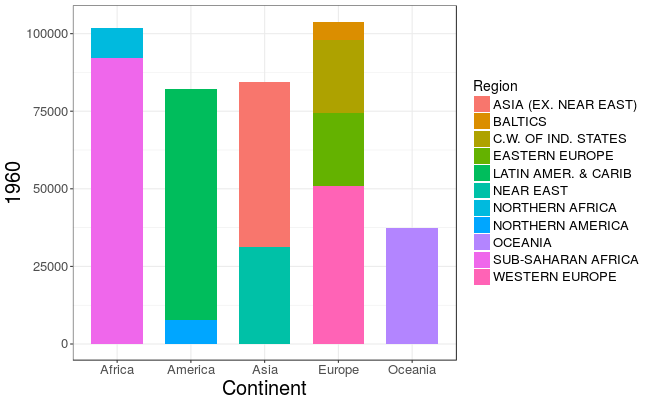 100000
75000
50000
25000
0
1960
Africa America Asia Europe Oceania
Continent
Region
ASIA (EX. NEAR EAST)
BALTICS
C.W. OF IND. STATES
EASTERN EUROPE
LATIN AMER. & CARIB
NEAR EAST
NORTHERN AFRICA
NORTHERN AMERICA
OCEANIA
SUB-SAHARAN AFRICA
WESTERN EUROPE